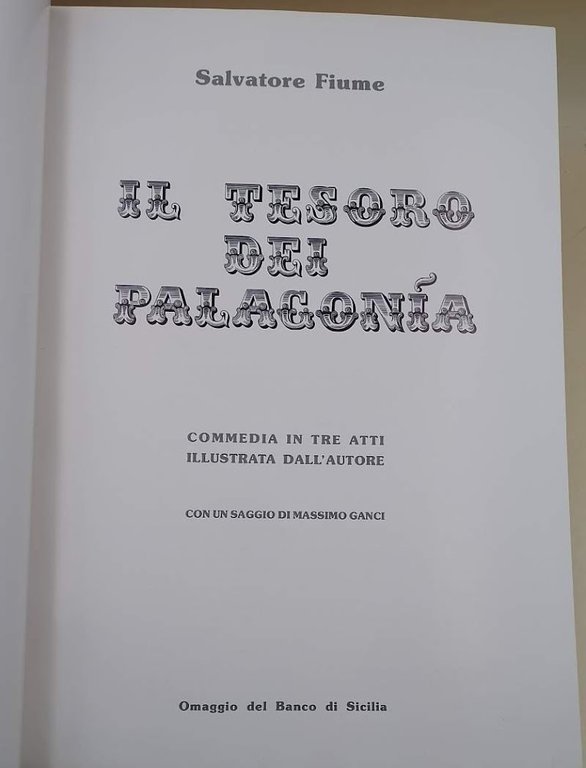 Salvatore Fiume
IL TESORO
DEI
PALAGONÍA
COMMEDIA IN TRE ATTI
ILLUSTRATA DALL'AUTORE
CON UN SAGGIO DI MASSIMO GANCI
Omaggio del Banco di Sicilia